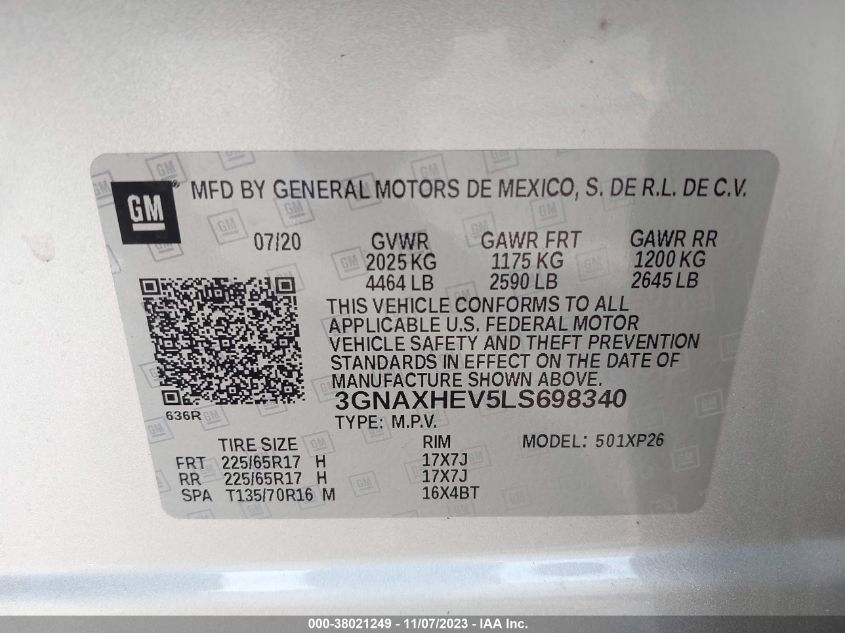 GM ® MFD BY GENERAL MOTORS DE MEXICO, S. DE R.L. DE C.V.
07/20 GVWR GAWR FRT GAWR RR
2025 KG 1175 KG 1200 KG
4464 LB 2590 LB 2645 LB
THIS VEHICLE CONFORMS TO ALL
APPLICABLE U.S. FEDERAL MOTOR
VEHICLE SAFETY AND THEFT PREVENTION
STANDARDS IN EFFECT ON THE DATE OF
MANUFACTURE SHOWN ABOVE.
3GNAXHEV5LS698340
636R
TYPE: M.P.V.
TIRE SIZE RIM MODEL: 501XP26
FRT 225/65R17 H 17X7J
RR 225/65R17 H 17X7J
SPA T135/70R16 M 16X4BT
000-38021249 - 11/07/2023 - IAA Inc.